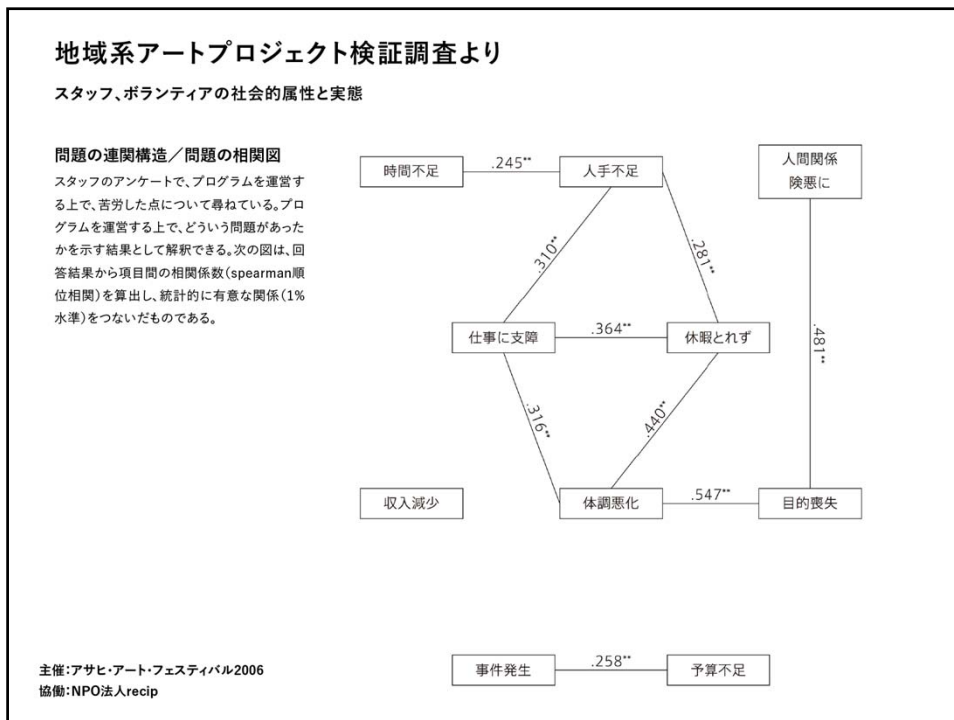 地域系アートプロジェクト検証調査より
スタッフ、ボランティアの社会的属性と実態
問題の連関構造／問題の相関図
スタッフのアンケートで、プログラムを運営す
る上で、苦労した点について尋ねている。プロ
グラムを運営する上で、どういう問題があった
かを示す結果として解釈できる。次の図は、回
答結果から項目間の相関係数（spearman順
位相関）を算出し、統計的に有意な関係（1%
水準）をつないだものである。
時間不足
.245**
人手不足
人間関係
険悪に
.310**
.281**
仕事に支障
.364**
休暇とれず
.481**
.316**
.440**
収入減少
体調悪化
.547**
目的喪失
事件発生
.258**
予算不足
主催：アサヒ・アート・フェスティバル2006
協働：NPO法人recip